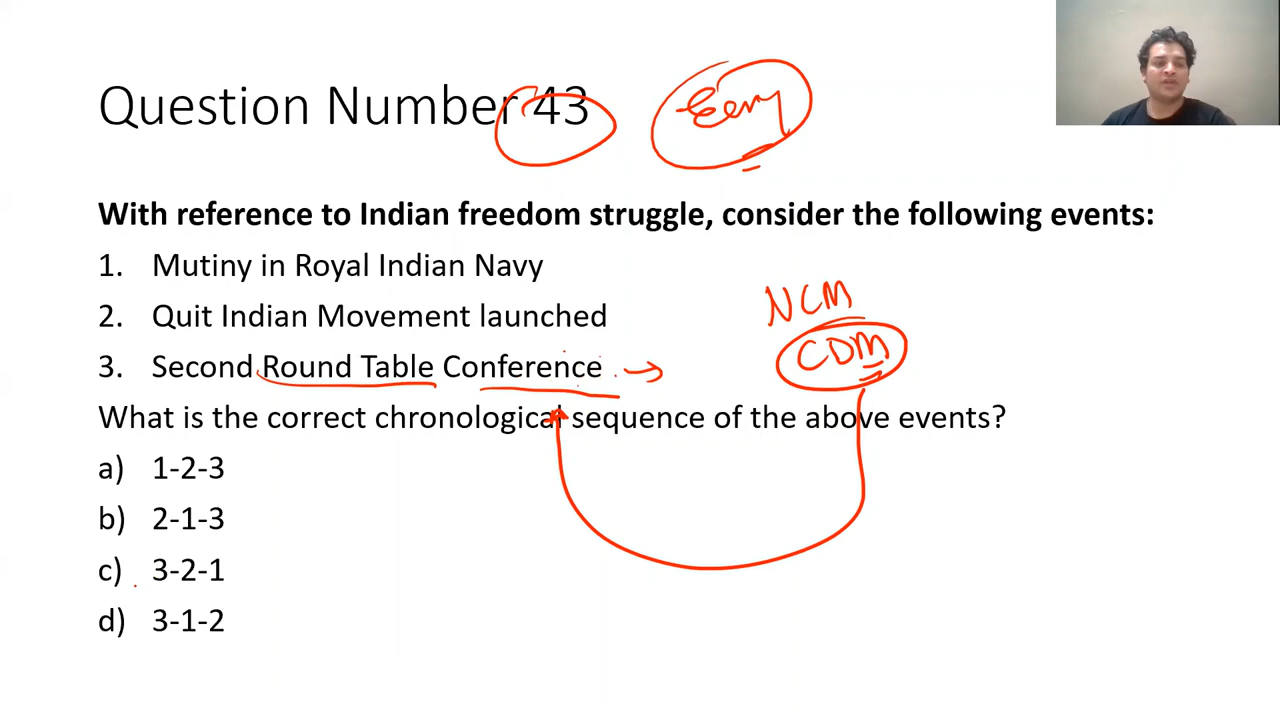 Question Number 43
Easy
With reference to Indian freedom struggle, consider the following events:
1. Mutiny in Royal Indian Navy
2. Quit Indian Movement launched
3. Second Round Table Conference →
NCM
CDM
What is the correct chronological sequence of the above events?
a) 1-2-3
b) 2-1-3
c) 3-2-1
d) 3-1-2